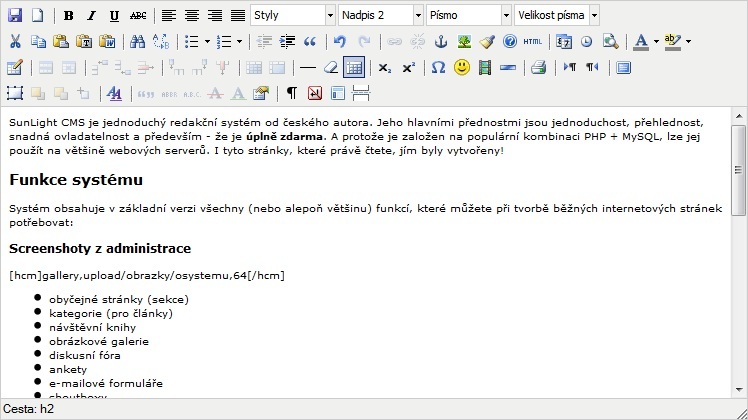 B I U ABC Styly Nadpis 2 Písmo Velikost písma
HTML
SunLight CMS je jednoduchý redakční systém od českého autora. Jeho hlavními přednostmi jsou jednoduchost, přehlednost,
snadná ovladatelnost a především - že je úplně zdarma. A protože je založen na populární kombinaci PHP + MySQL, lze jej
použít na většině webových serverů. I tyto stránky, které právě čtete, jím byly vytvořeny!
Funkce systému
Systém obsahuje v základní verzi všechny (nebo alepoň většinu) funkcí, které můžete při tvorbě běžných internetových stránek
potřebovat:
Screenshoty z administrace
[hcm]gallery,upload/obrazky/osystemu,64[/hcm]
obyčejné stránky (sekce)
kategorie (pro články)
návštěvní knihy
obrázkové galerie
diskusní fóra
ankety
e-mailové formuláře
shoutboxy
Cesta: h2